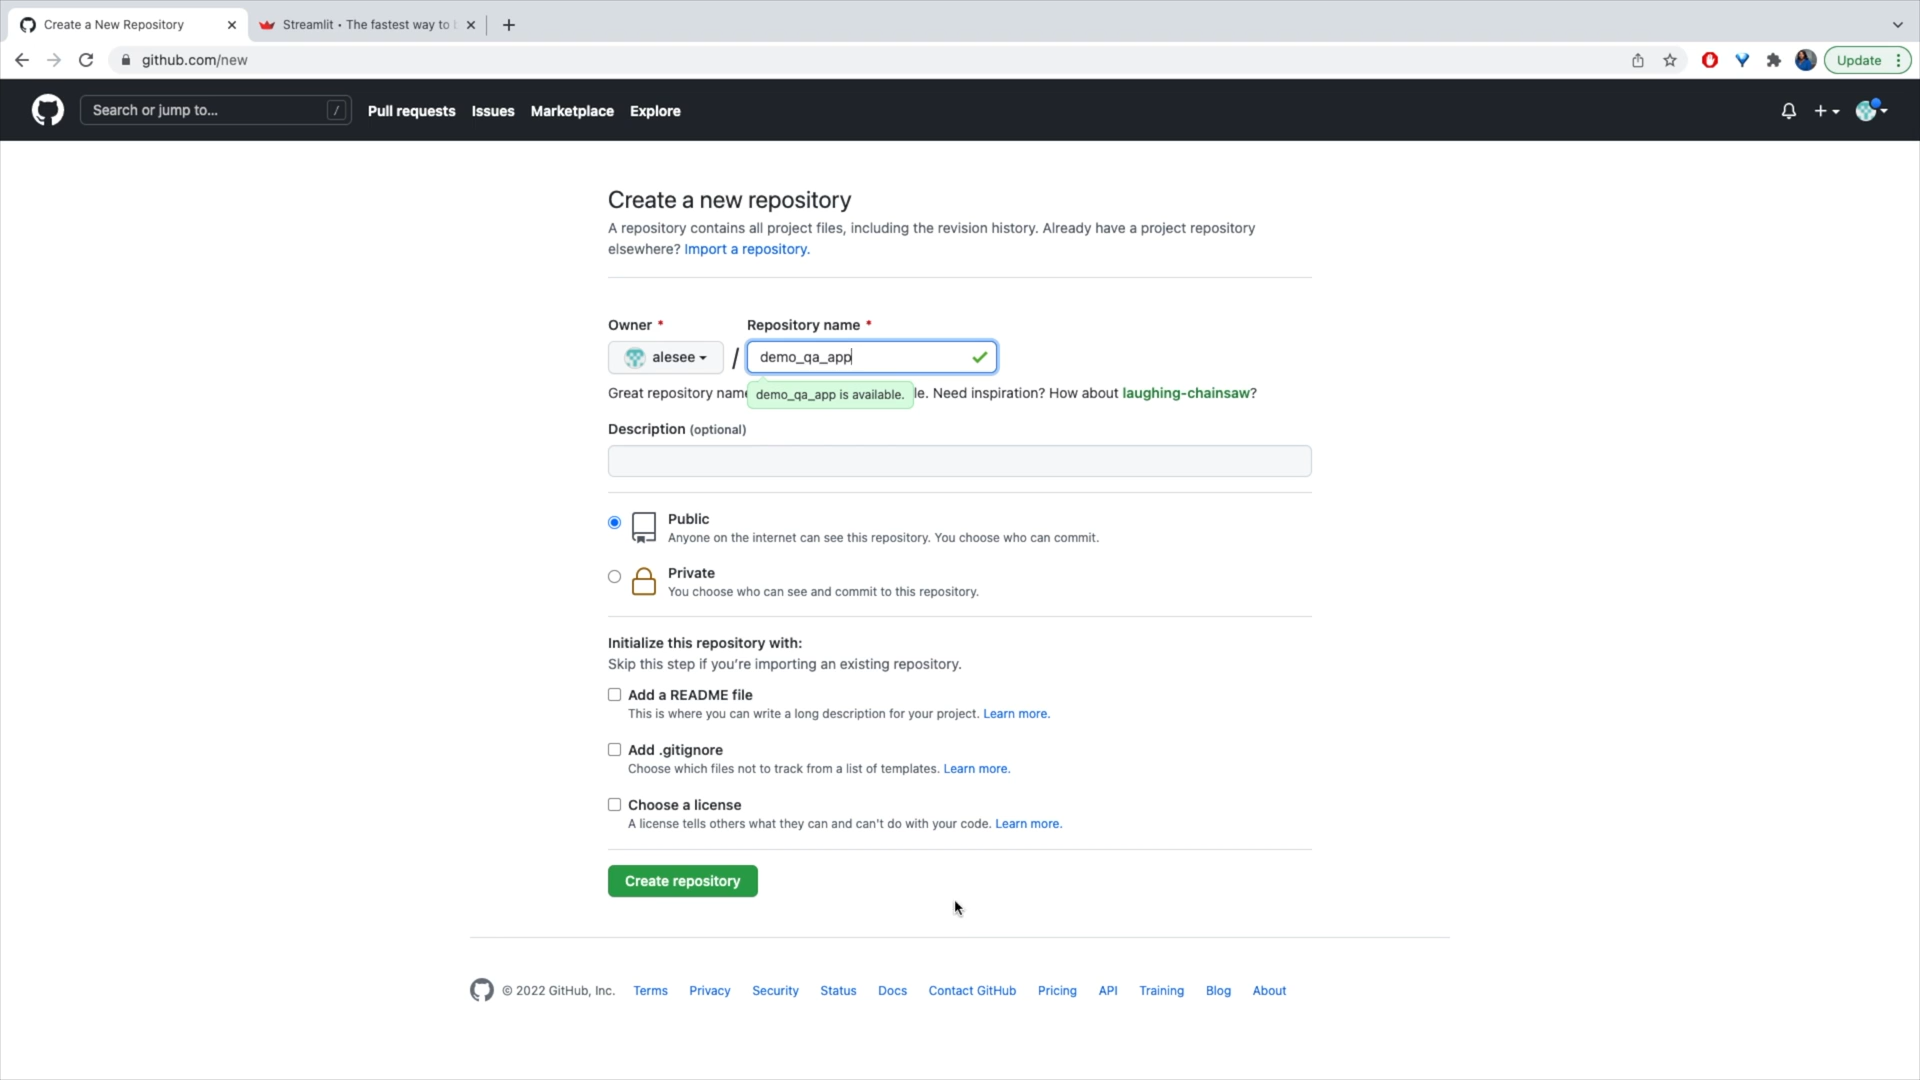 Create a New Repository
Streamlit • The fastest way to b
github.com/new
Update
Search or jump to...
/
Pull requests
Issues
Marketplace
Explore
Create a new repository
A repository contains all project files, including the revision history. Already have a project repository
elsewhere? Import a repository.
Owner *
Repository name *
alesee
/
demo_qa_app
Great repository name
demo_qa_app is available.
le. Need inspiration? How about laughing-chainsaw?
Description (optional)
Public
Anyone on the internet can see this repository. You choose who can commit.
Private
You choose who can see and commit to this repository.
Initialize this repository with:
Skip this step if you're importing an existing repository.
Add a README file
This is where you can write a long description for your project. Learn more.
Add .gitignore
Choose which files not to track from a list of templates. Learn more.
Choose a license
A license tells others what they can and can't do with your code. Learn more.
Create repository
© 2022 GitHub, Inc.
Terms
Privacy
Security
Status
Docs
Contact GitHub
Pricing
API
Training
Blog
About